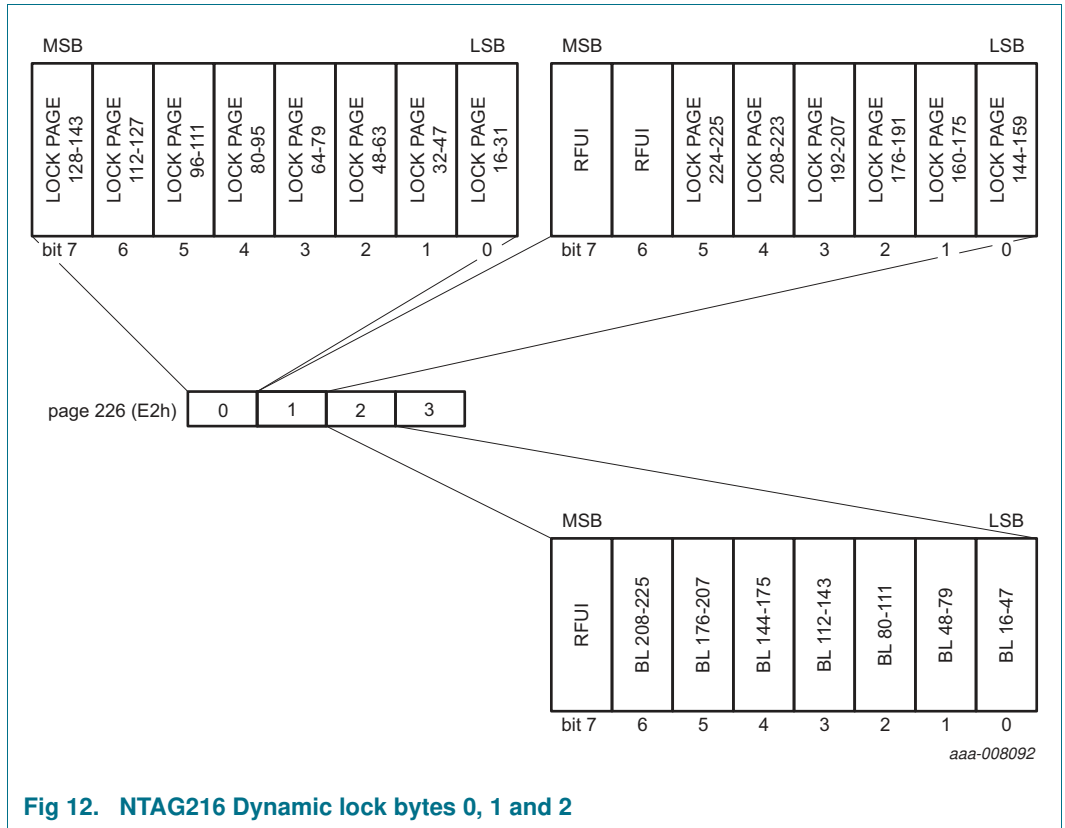 MSB LSB
LOCK PAGE 128-143
LOCK PAGE 112-127
LOCK PAGE 96-111
LOCK PAGE 80-95
LOCK PAGE 64-79
LOCK PAGE 48-63
LOCK PAGE 32-47
LOCK PAGE 16-31
bit 7 6 5 4 3 2 1 0
MSB LSB
RFUI
RFUI
LOCK PAGE 224-225
LOCK PAGE 208-223
LOCK PAGE 192-207
LOCK PAGE 176-191
LOCK PAGE 160-175
LOCK PAGE 144-159
bit 7 6 5 4 3 2 1 0
page 226 (E2h) 0 1 2 3
MSB LSB
RFUI
BL 208-225
BL 176-207
BL 144-175
BL 112-143
BL 80-111
BL 48-79
BL 16-47
bit 7 6 5 4 3 2 1 0
aaa-008092
Fig 12. NTAG216 Dynamic lock bytes 0, 1 and 2